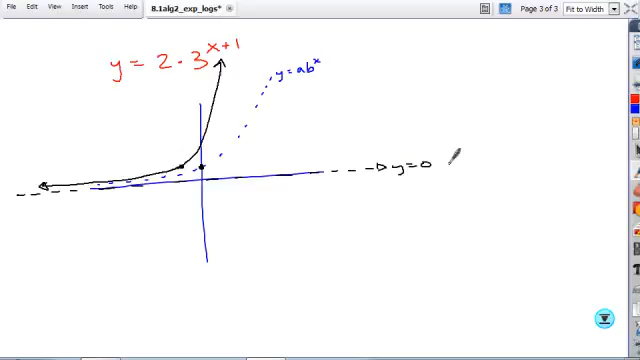 File Edit View Insert Tools Help
8.1alg2_exp_logs*
Page 3 of 3
Fit to Width
y = 2 · 3^{x+1}
y = ab^x
y = 0